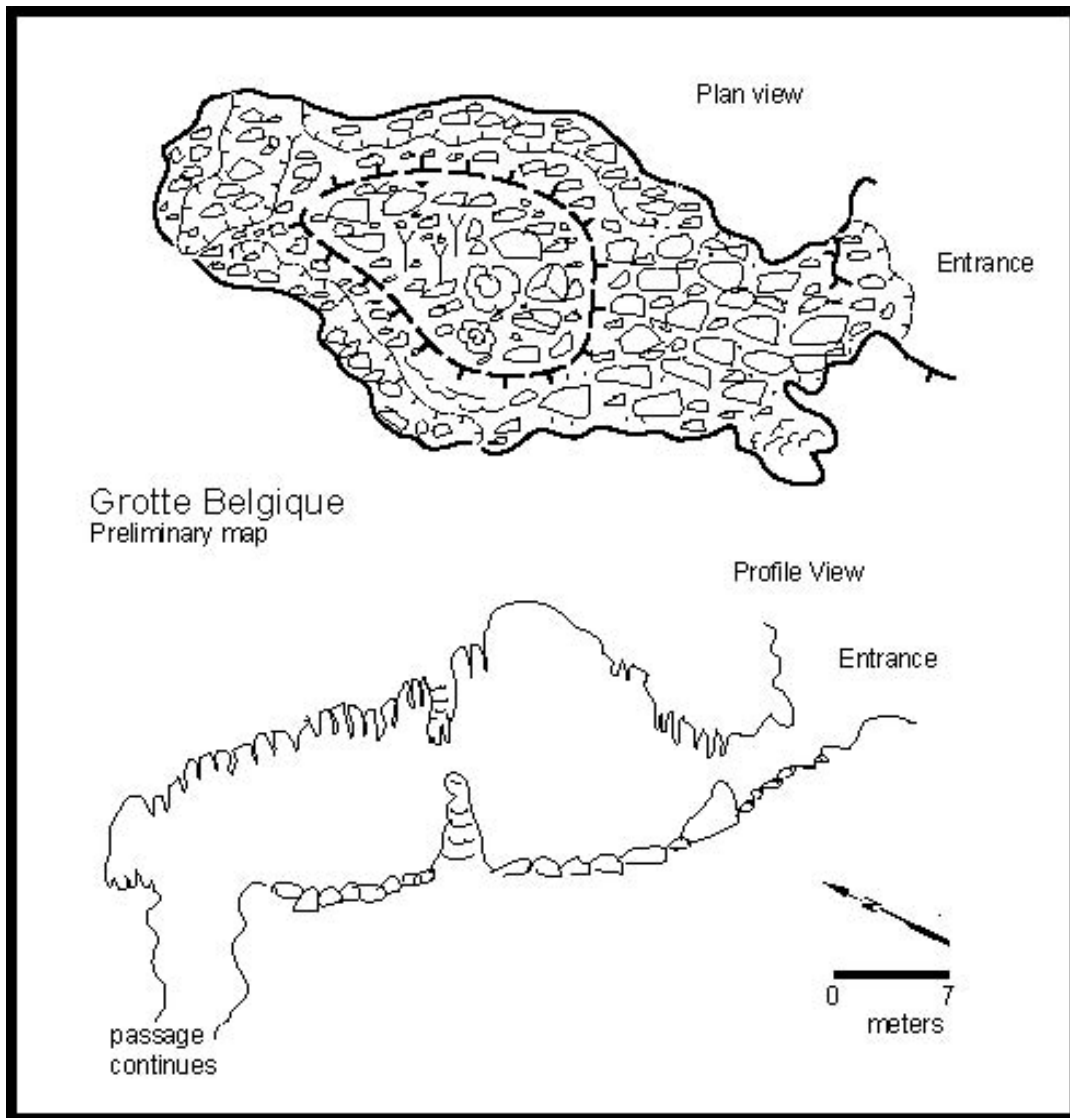 Plan view
Entrance
Grotte Belgique
Preliminary map
Profile View
Entrance
N
0 7
meters
passage
continues